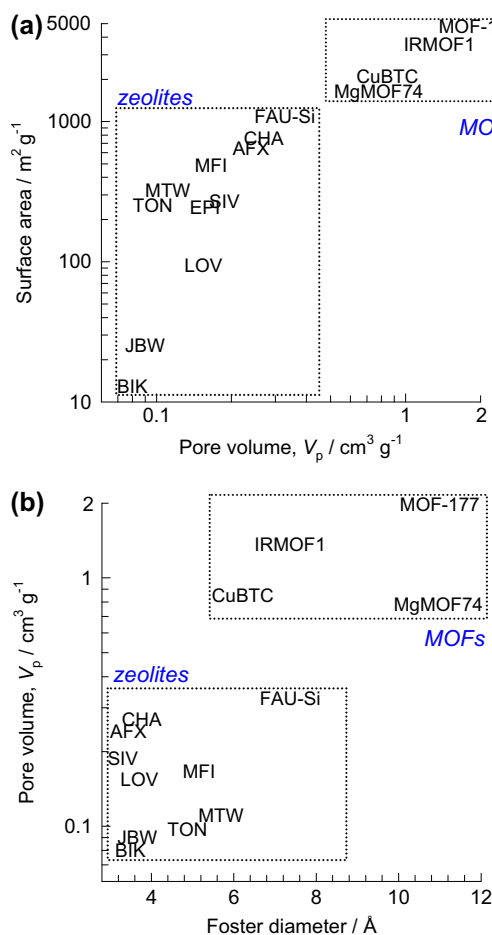 (a)
5000
MOF-1
IRMOF1
CuBTC
MgMOF74
zeolites
MO
1000
FAU-Si
CHA
AFX
MFI
MTW
TON
EPI
SIV
100
LOV
JBW
BIK
10
Surface area / m² g⁻¹
0.1
1
2
Pore volume, Vₚ / cm³ g⁻¹
(b)
2
MOF-177
IRMOF1
1
CuBTC
MgMOF74
MOFs
zeolites
FAU-Si
CHA
AFX
SIV
LOV
MFI
MTW
0.1
TON
JBW
BIK
Pore volume, Vₚ / cm³ g⁻¹
4
6
8
10
12
Foster diameter / Å